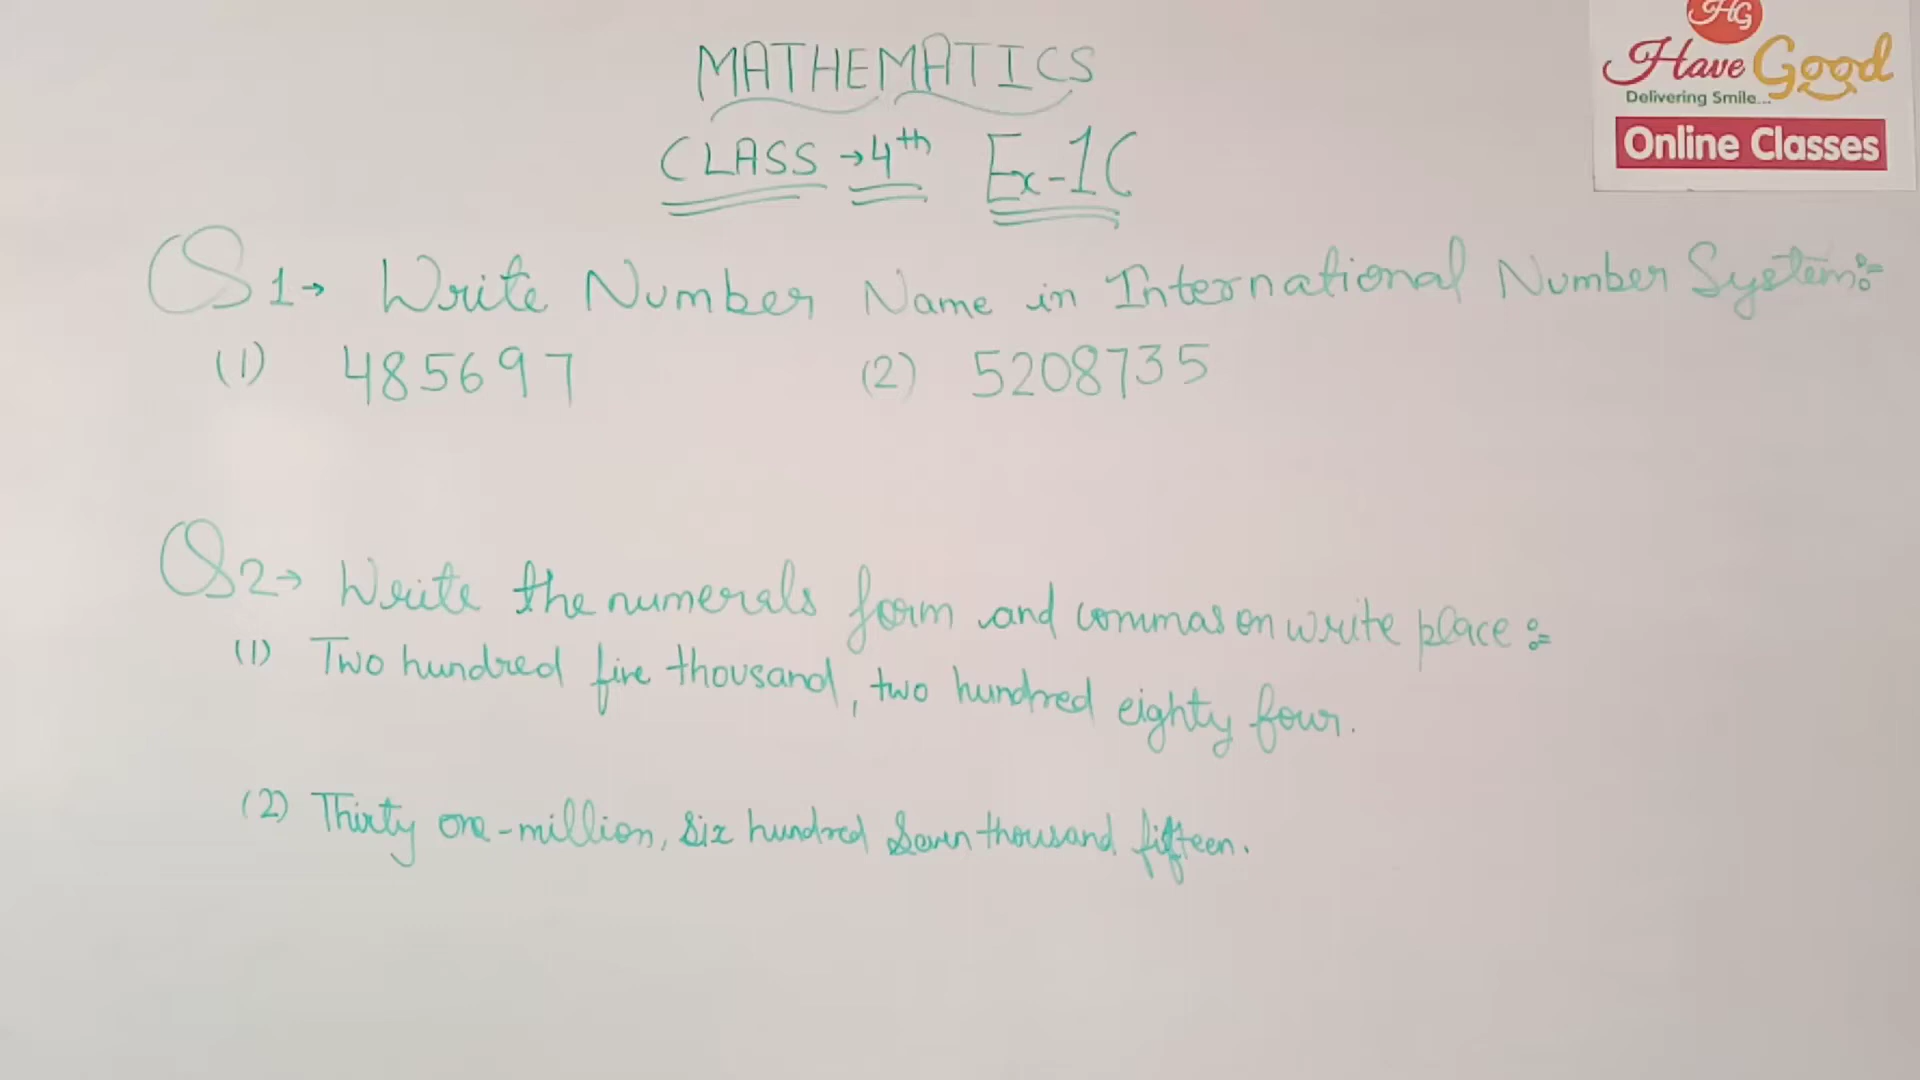 HG
Have Good
Delivering Smile...
Online Classes
MATHEMATICS
CLASS → 4th Ex-1C
Q1→ Write Number Name in International Number System:-
(1) 485697 (2) 5208735
Q2→ Write the numerals form and commas on write place:-
(1) Two hundred five thousand, two hundred eighty four.
(2) Thirty one-million, six hundred Seven thousand fifteen.